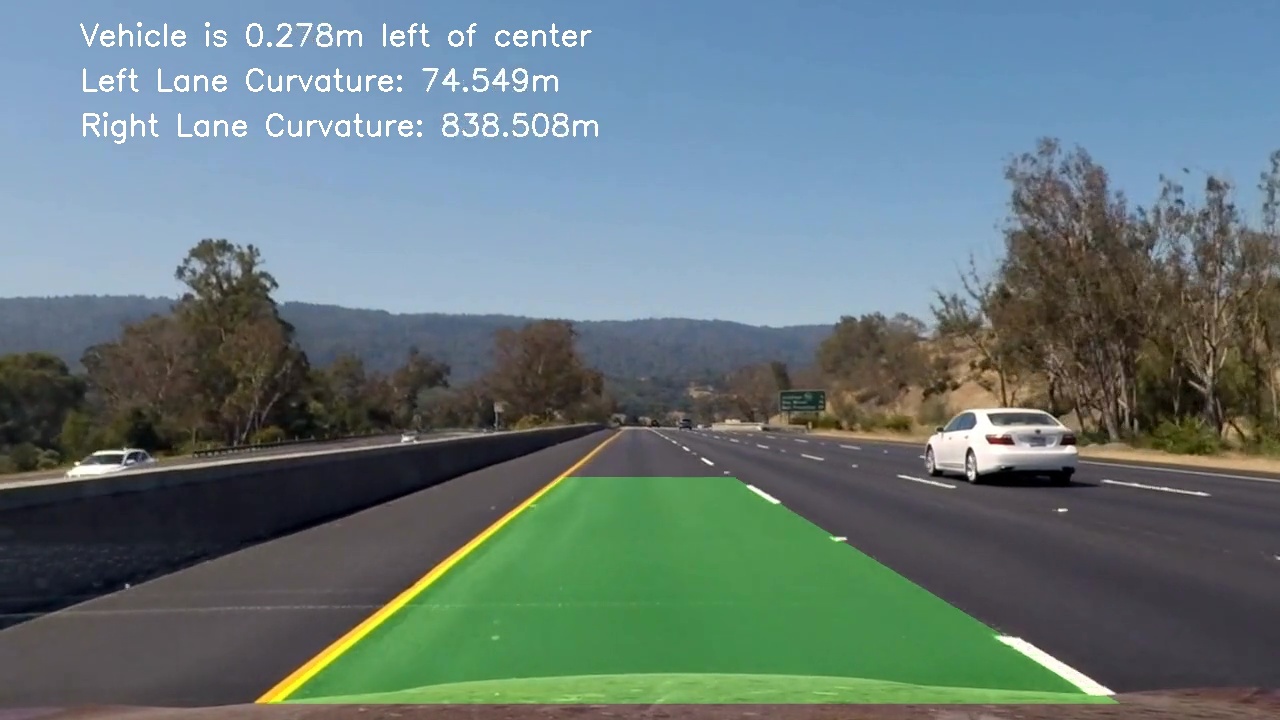 Vehicle is 0.278m left of center
Left Lane Curvature: 74.549m
Right Lane Curvature: 838.508m